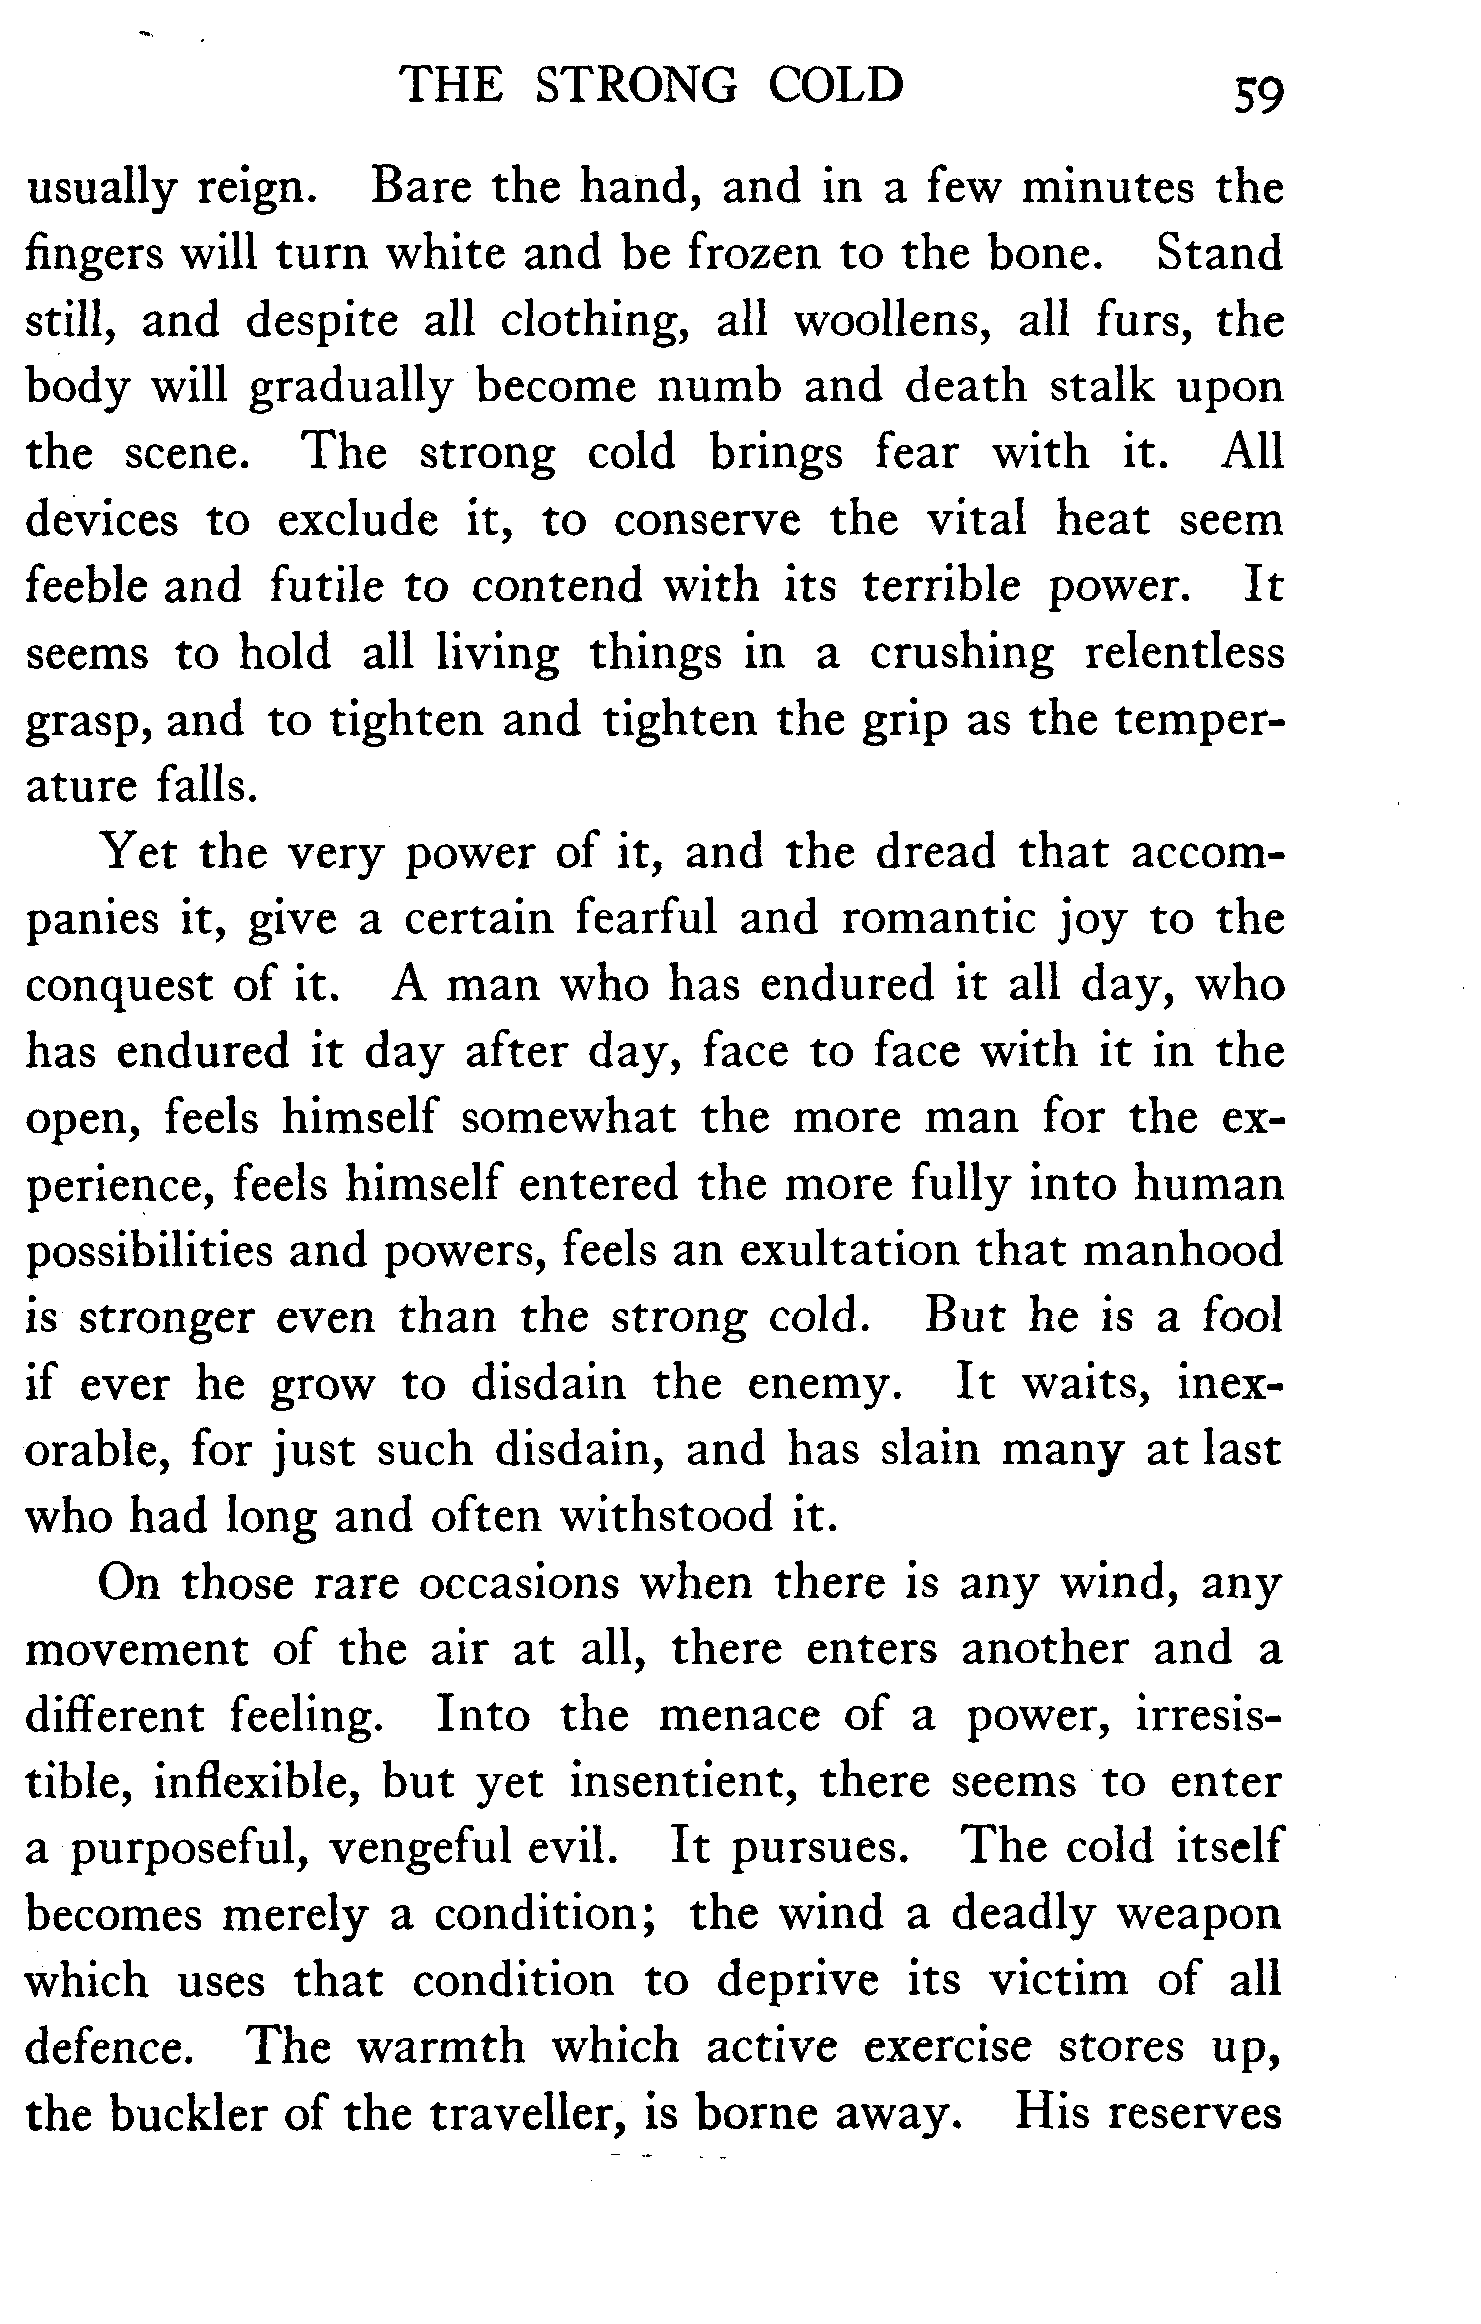 THE STRONG COLD 59
usually reign. Bare the hand, and in a few minutes the
fingers will turn white and be frozen to the bone. Stand
still, and despite all clothing, all woollens, all furs, the
body will gradually become numb and death stalk upon
the scene. The strong cold brings fear with it. All
devices to exclude it, to conserve the vital heat seem
feeble and futile to contend with its terrible power. It
seems to hold all living things in a crushing relentless
grasp, and to tighten and tighten the grip as the temper-
ature falls.
Yet the very power of it, and the dread that accom-
panies it, give a certain fearful and romantic joy to the
conquest of it. A man who has endured it all day, who
has endured it day after day, face to face with it in the
open, feels himself somewhat the more man for the ex-
perience, feels himself entered the more fully into human
possibilities and powers, feels an exultation that manhood
is stronger even than the strong cold. But he is a fool
if ever he grow to disdain the enemy. It waits, inex-
orable, for just such disdain, and has slain many at last
who had long and often withstood it.
On those rare occasions when there is any wind, any
movement of the air at all, there enters another and a
different feeling. Into the menace of a power, irresis-
tible, inflexible, but yet insentient, there seems to enter
a purposeful, vengeful evil. It pursues. The cold itself
becomes merely a condition; the wind a deadly weapon
which uses that condition to deprive its victim of all
defence. The warmth which active exercise stores up,
the buckler of the traveller, is borne away. His reserves